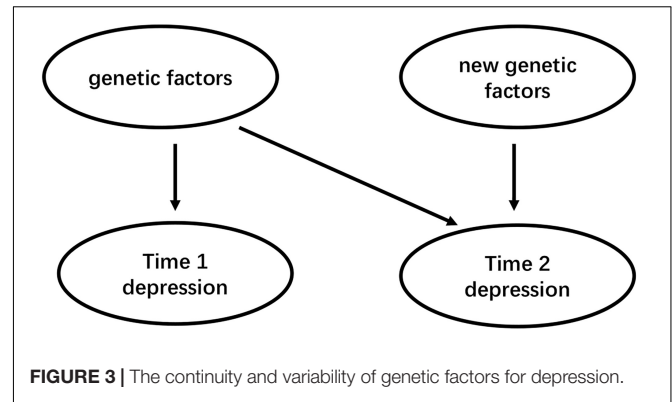 genetic factors
new genetic
factors
Time 1
depression
Time 2
depression
FIGURE 3 | The continuity and variability of genetic factors for depression.